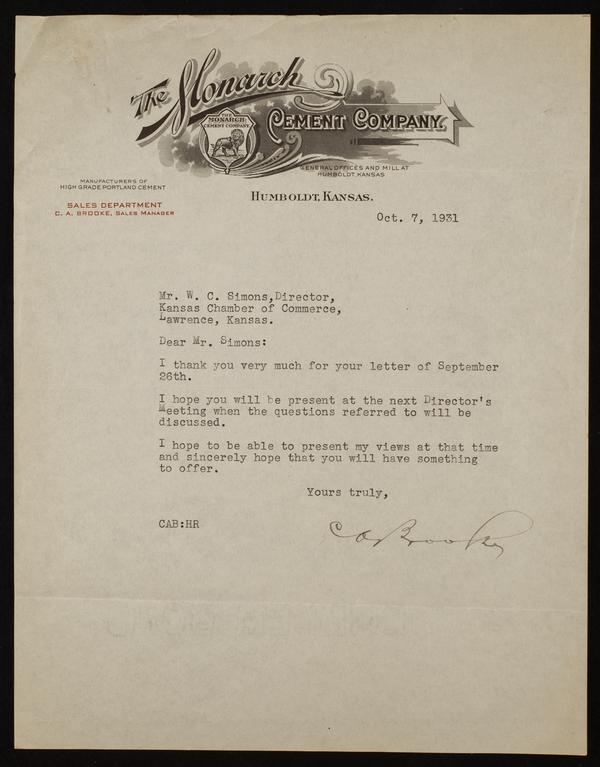 The Monarch
Cement Company.
THE
MONARCH
CEMENT COMPANY.
GENERAL OFFICES AND MILL AT
HUMBOLDT, KANSAS
MANUFACTURERS OF
HIGH GRADE PORTLAND CEMENT
SALES DEPARTMENT
C. A. BROOKE, SALES MANAGER
HUMBOLDT, KANSAS.
Oct. 7, 1931
Mr. W. C. Simons,Director,
Kansas Chamber of Commerce,
Lawrence, Kansas.
Dear Mr. Simons:
I thank you very much for your letter of September
26th.
I hope you will be present at the next Director's
Meeting when the questions referred to will be
discussed.
I hope to be able to present my views at that time
and sincerely hope that you will have something
to offer.
Yours truly,
CAB:HR
C A Brooke